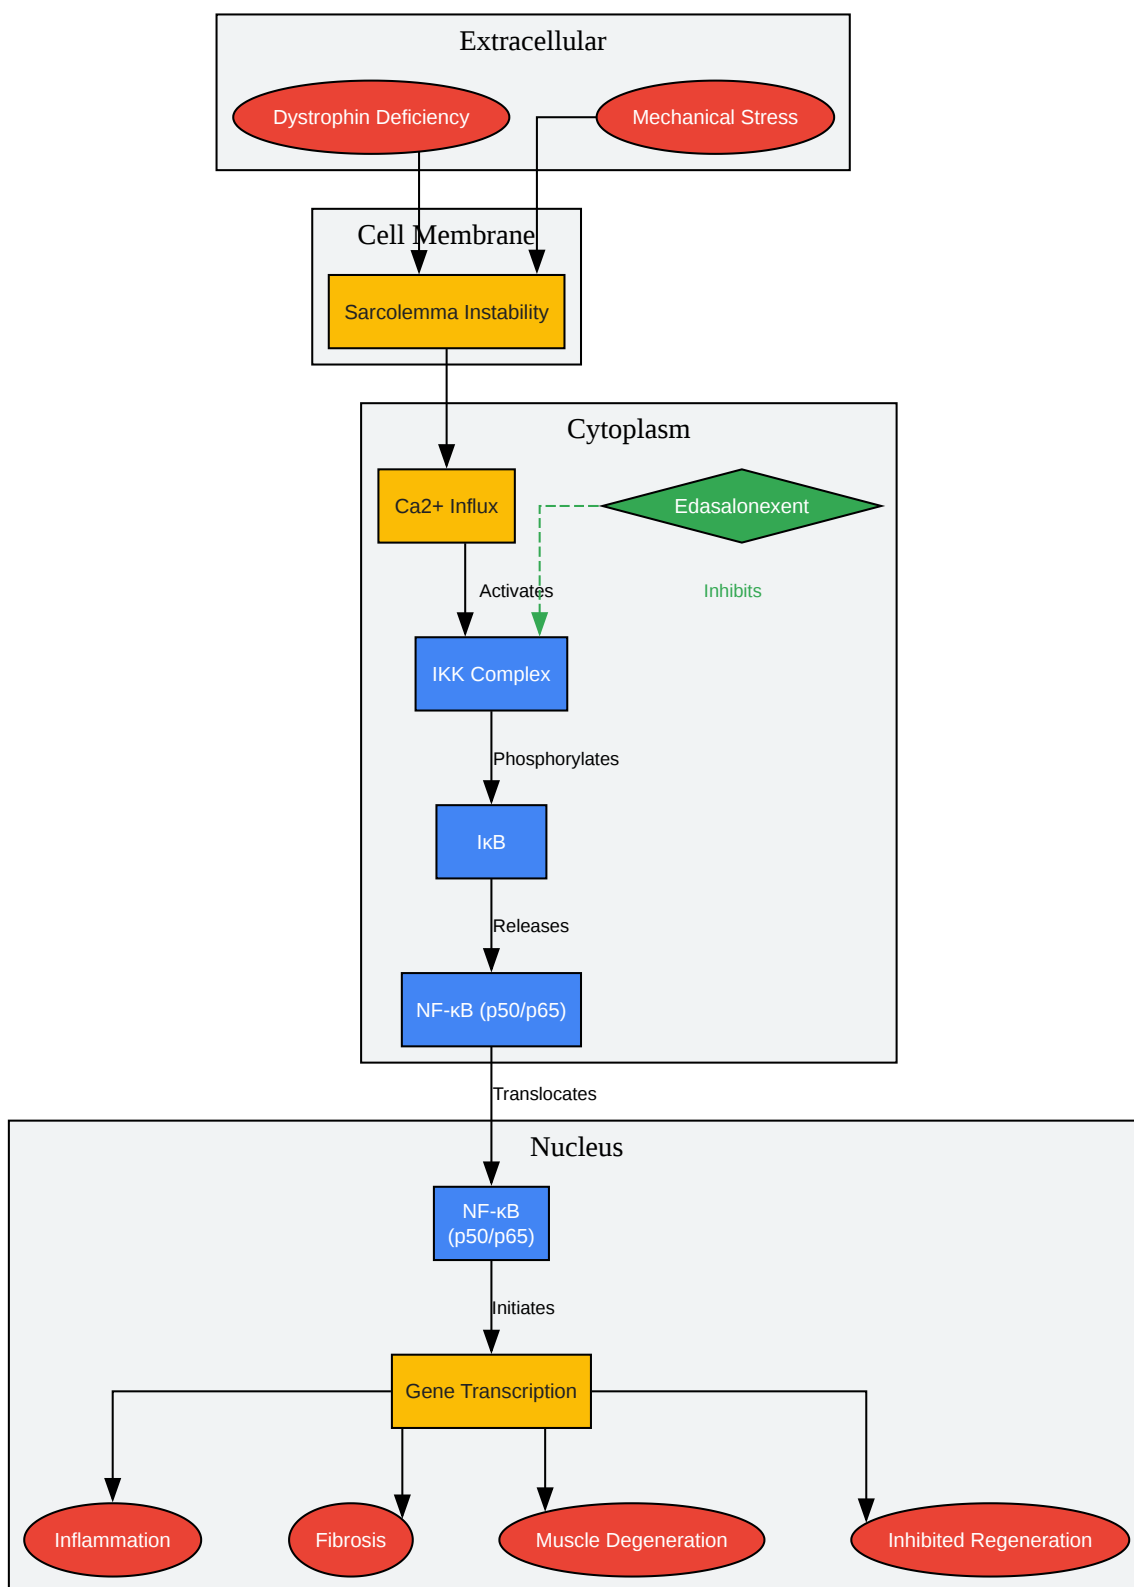 Extracellular
Dystrophin Deficiency
Mechanical Stress
Cell Membrane
Sarcolemma Instability
Cytoplasm
Ca2+ Influx
Edasalonexent
Activates
Inhibits
IKK Complex
Phosphorylates
IκB
Releases
NF-κB (p50/p65)
Translocates
Nucleus
NF-κB
(p50/p65)
Initiates
Gene Transcription
Inflammation
Fibrosis
Muscle Degeneration
Inhibited Regeneration